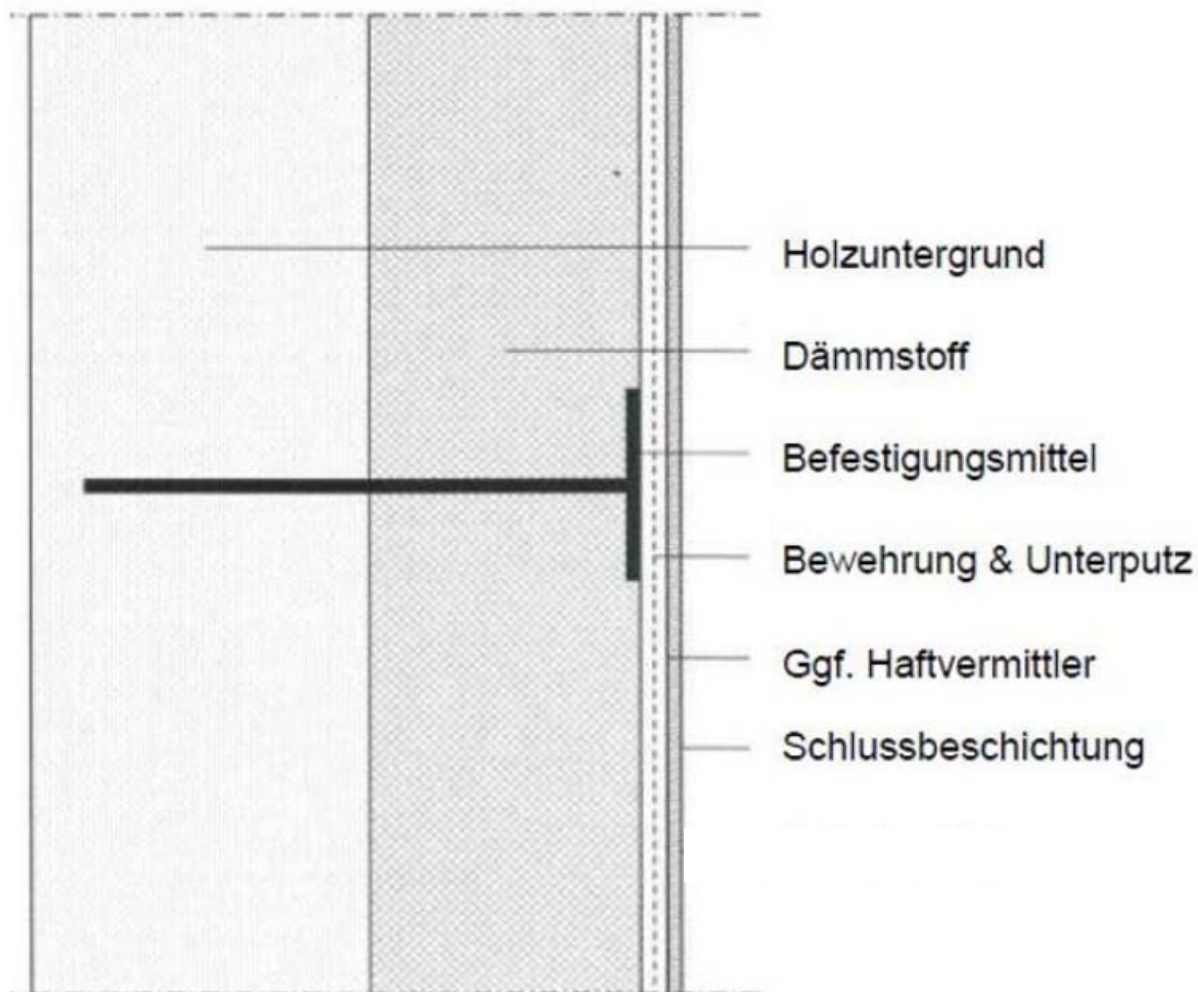 Holzuntergrund
Dämmstoff
Befestigungsmittel
Bewehrung & Unterputz
Ggf. Haftvermittler
Schlussbeschichtung